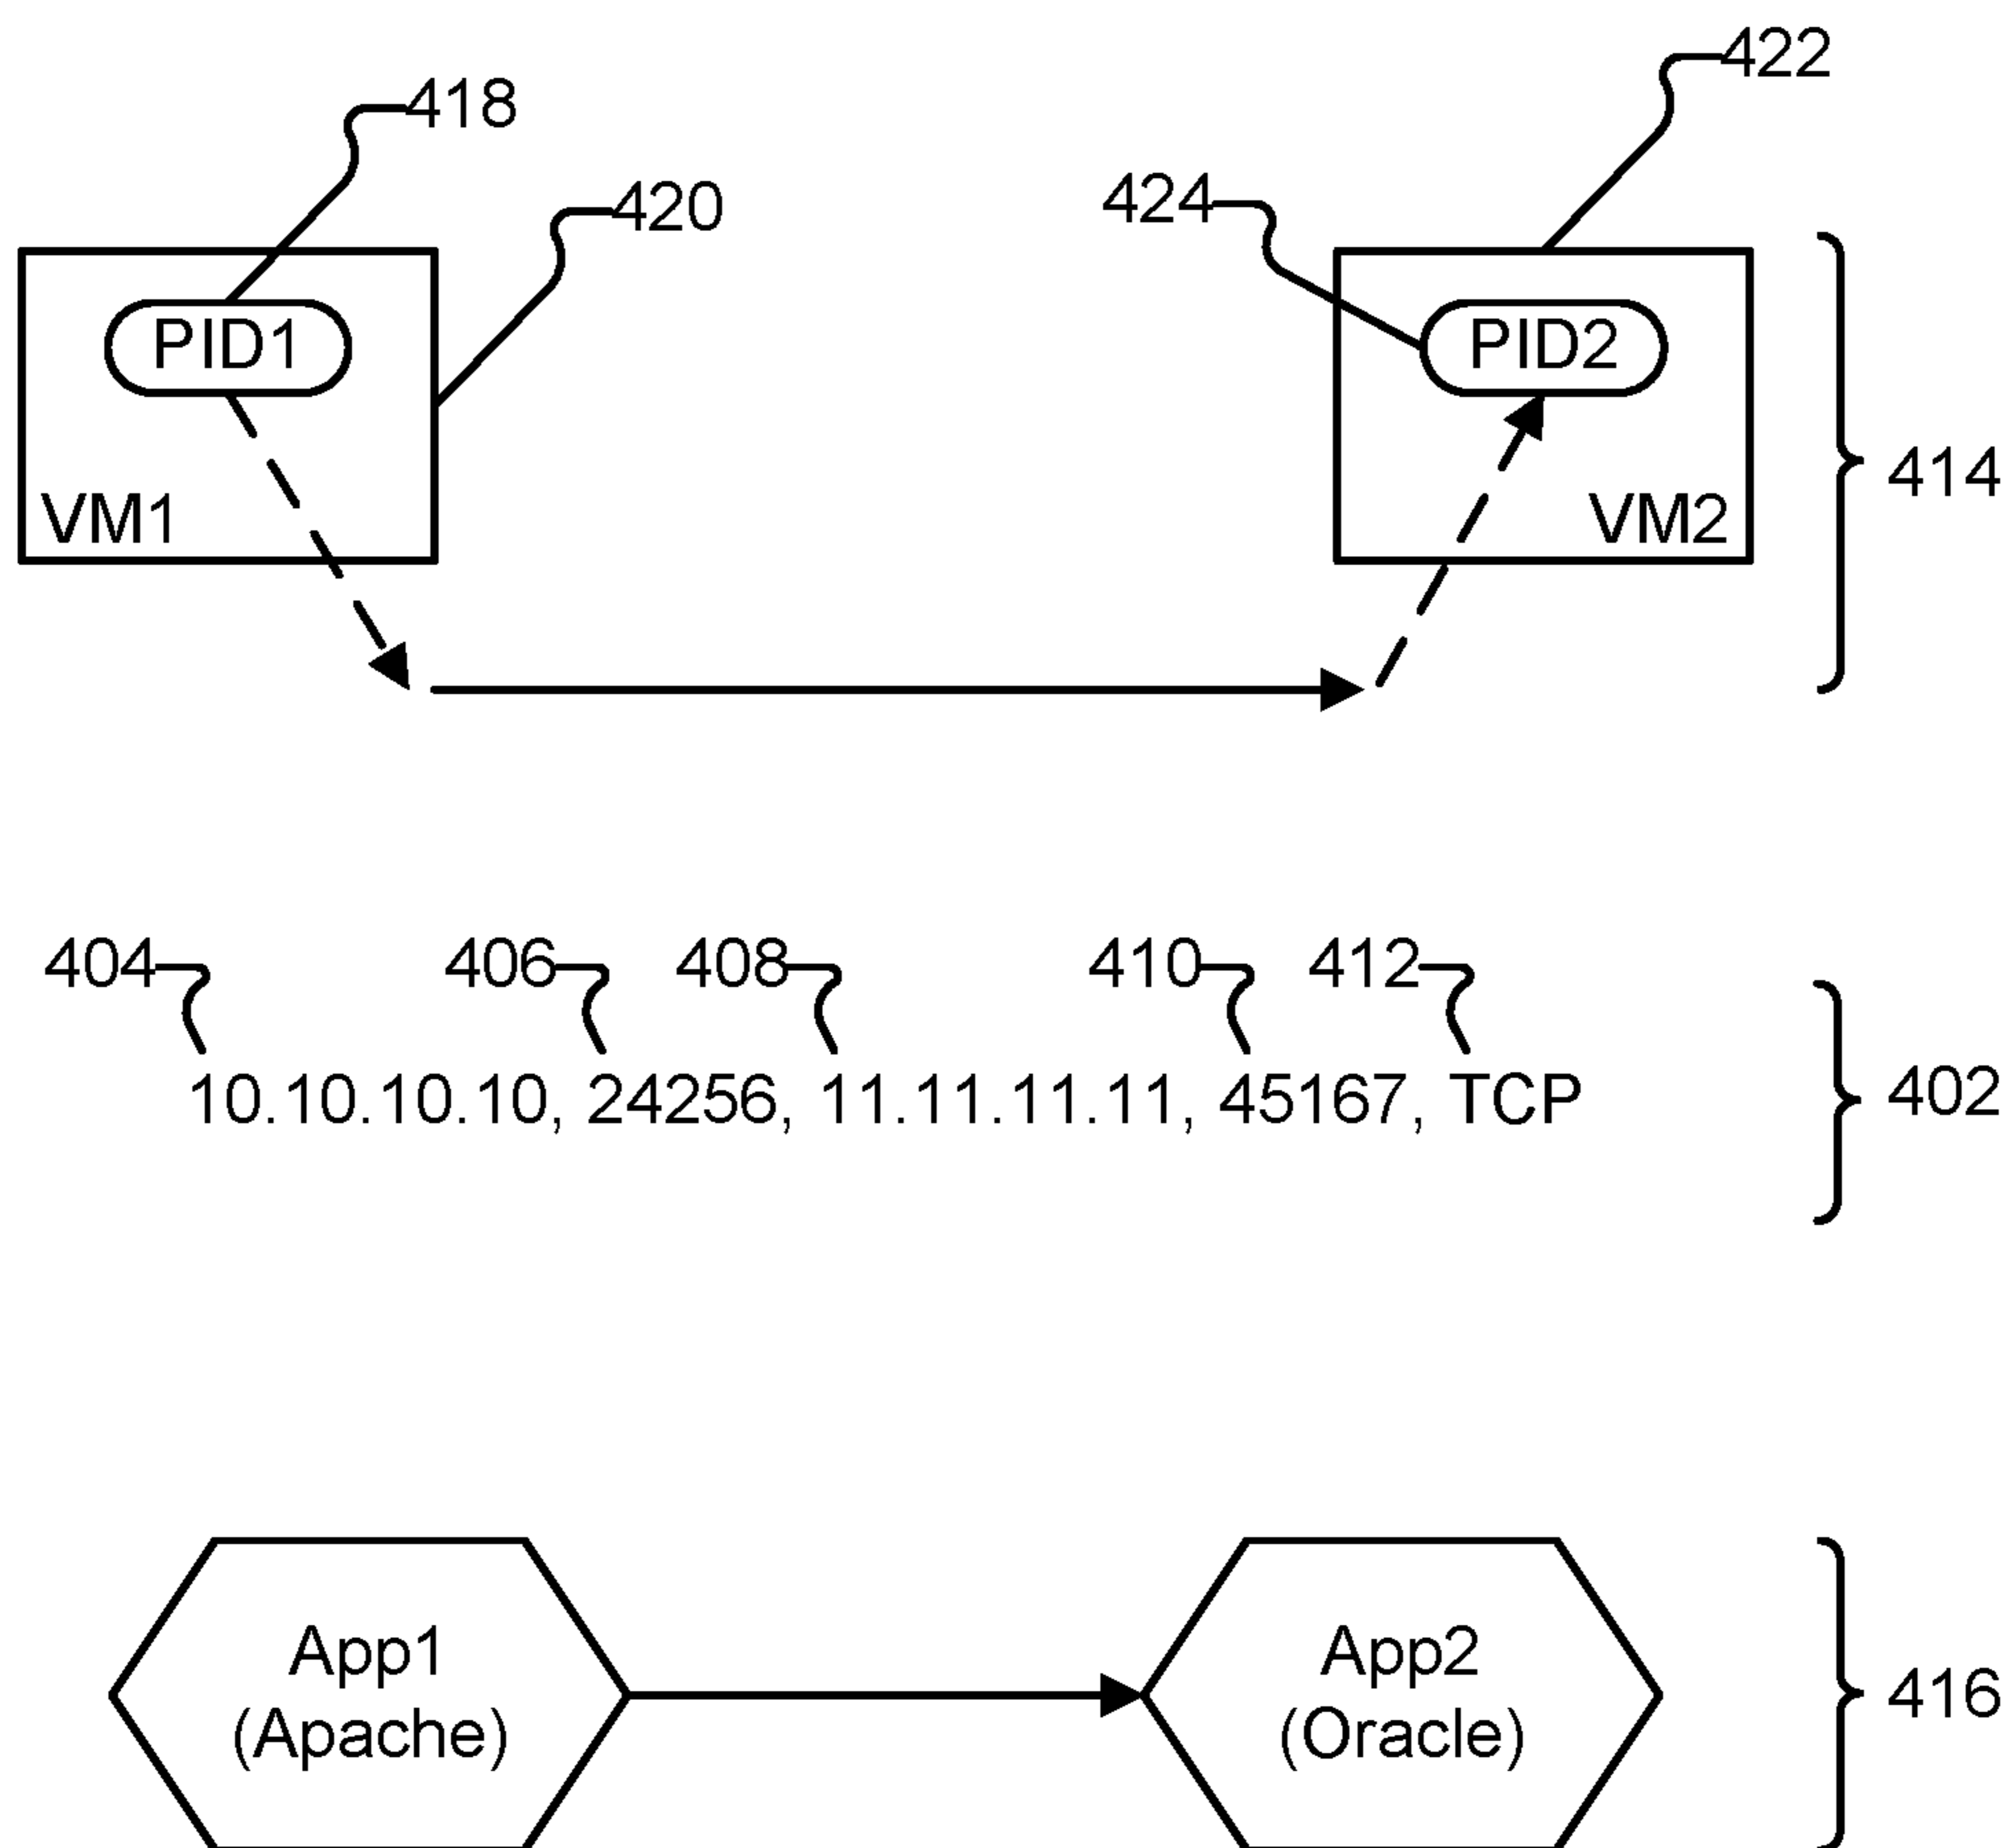 422
418
424
420
PID1
PID2
414
VM1
VM2
404
406
408
410
412
10.10.10.10, 24256, 11.11.11.11, 45167, TCP
402
App1
(Apache)
App2
(Oracle)
416